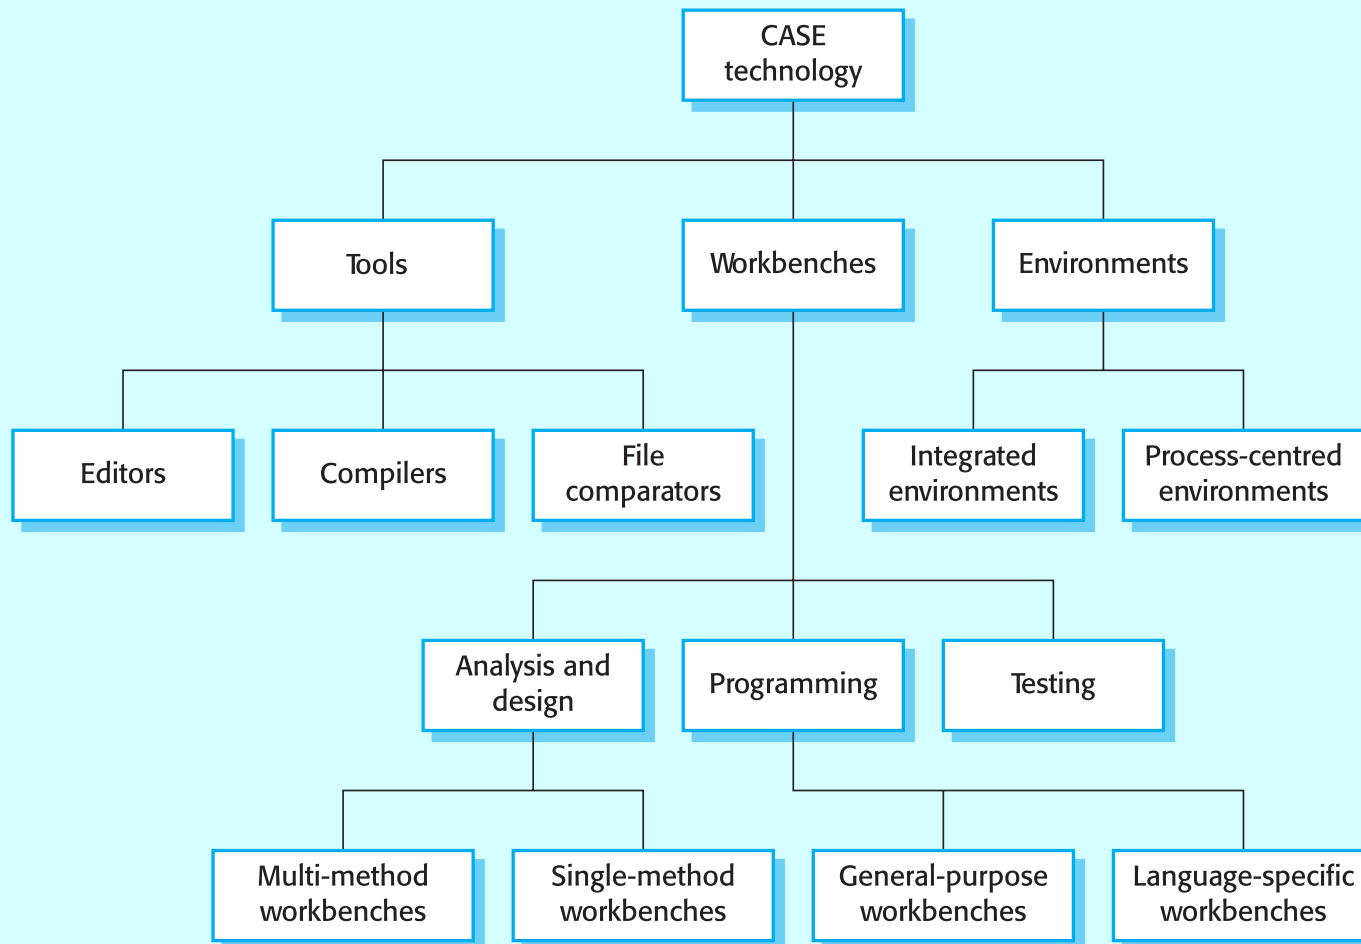 CASE
technology
Tools
Workbenches
Environments
Editors
Compilers
File
comparators
Integrated
environments
Process-centred
environments
Analysis and
design
Programming
Testing
Multi-method
workbenches
Single-method
workbenches
General-purpose
workbenches
Language-specific
workbenches